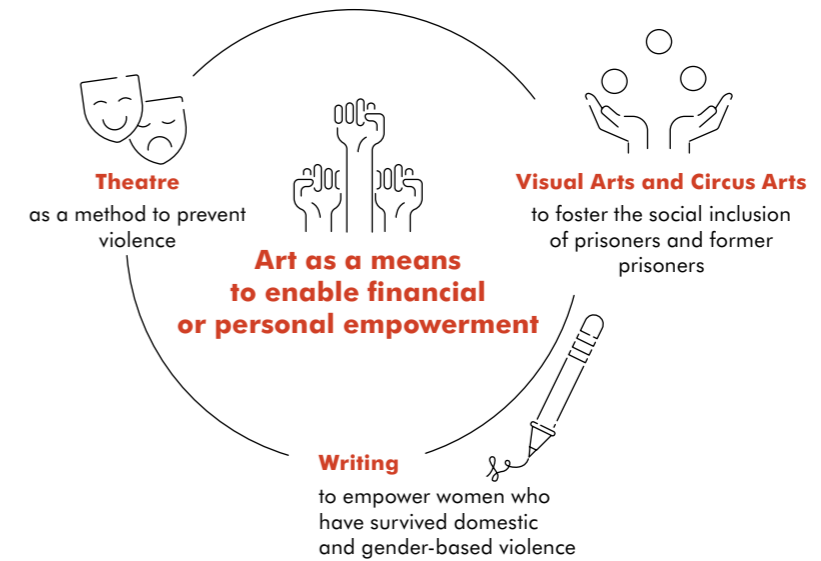 Theatre
as a method to prevent
violence
Visual Arts and Circus Arts
to foster the social inclusion
of prisoners and former
prisoners
Art as a means
to enable financial
or personal empowerment
Writing
to empower women who
have survived domestic
and gender-based violence